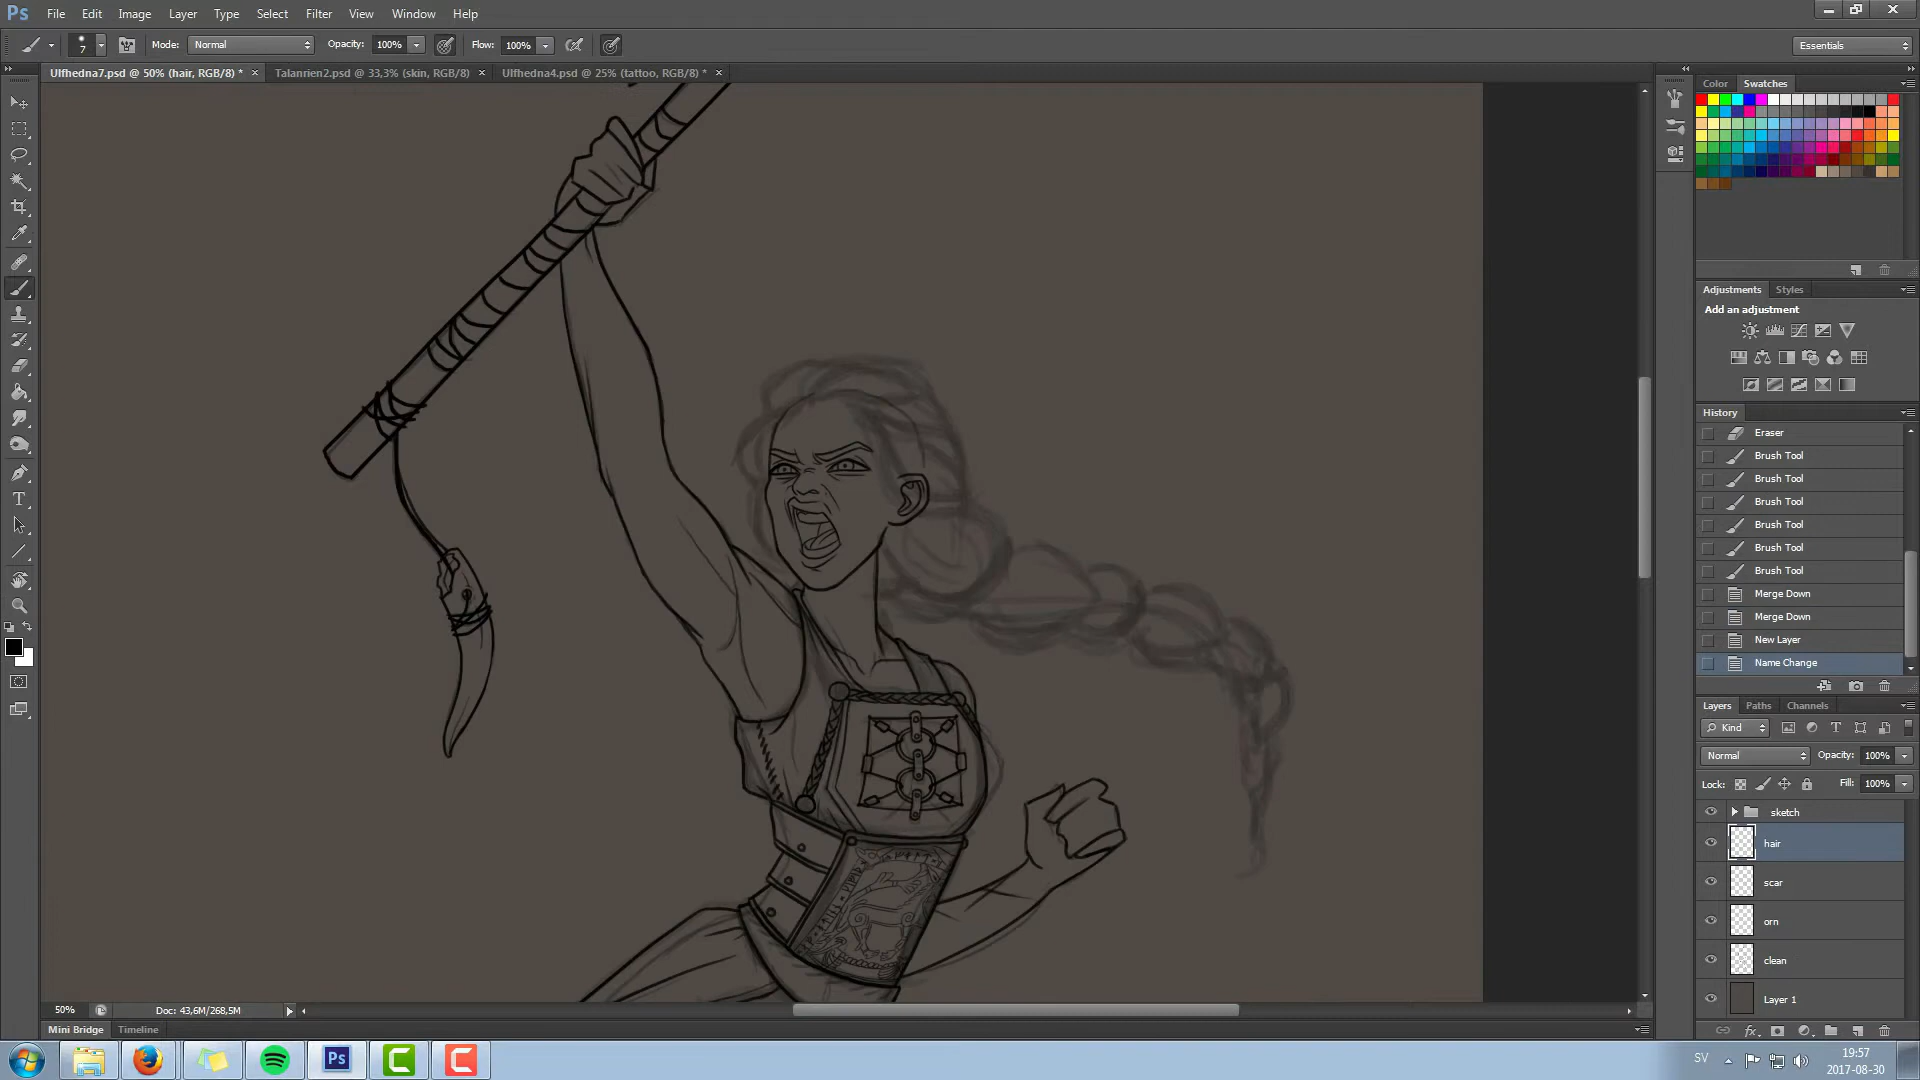 Ps File Edit Image Layer Type Select Filter View Window Help
7 Mode: Normal Opacity: 100% Flow: 100% Essentials
Ulfhedna7.psd @ 50% (hair, RGB/8) * Talanrien2.psd @ 33,3% (skin, RGB/8) Ulfhedna4.psd @ 25% (tattoo, RGB/8) *
Color Swatches
Adjustments Styles
Add an adjustment
History
Eraser
Brush Tool
Brush Tool
Brush Tool
Brush Tool
Brush Tool
Brush Tool
Merge Down
Merge Down
New Layer
Name Change
Layers Paths Channels
Kind
Normal Opacity: 100%
Lock: Fill: 100%
sketch
hair
scar
orn
clean
Layer 1
50% Doc: 43,6M/268,5M
Mini Bridge Timeline
Ps
SV
19:57
2017-08-30